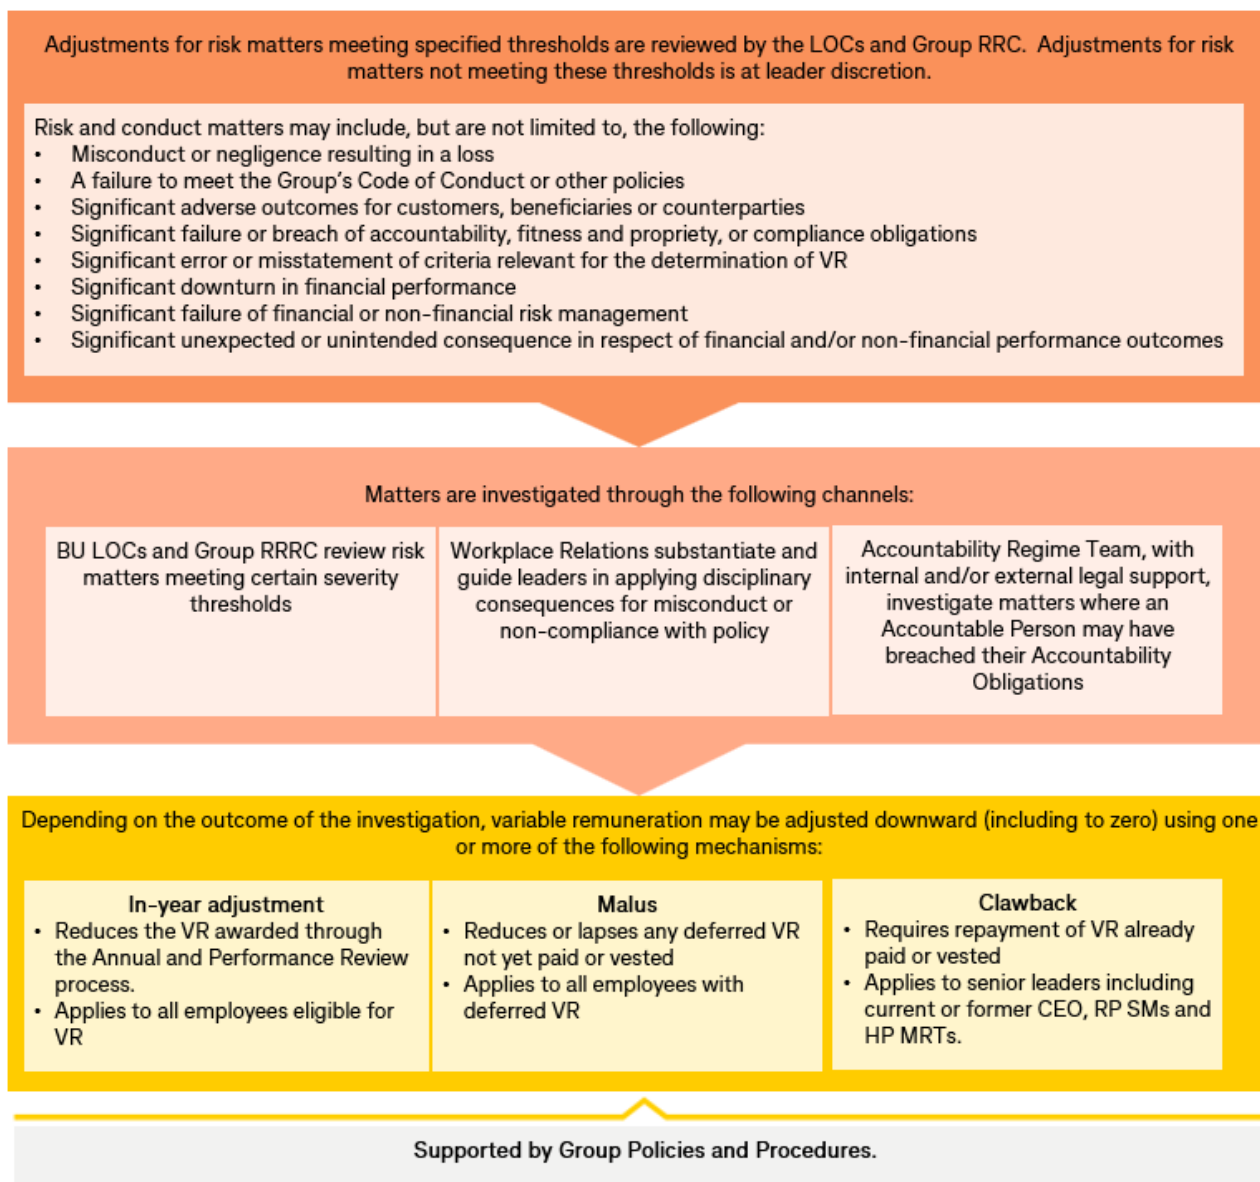 Adjustments for risk matters meeting specified thresholds are reviewed by the LOCs and Group RRC.  Adjustments for risk
matters not meeting these thresholds is at leader discretion.
Risk and conduct matters may include, but are not limited to, the following:
• Misconduct or negligence resulting in a loss
• A failure to meet the Group's Code of Conduct or other policies
• Significant adverse outcomes for customers, beneficiaries or counterparties
• Significant failure or breach of accountability, fitness and propriety, or compliance obligations
• Significant error or misstatement of criteria relevant for the determination of VR
• Significant downturn in financial performance
• Significant failure of financial or non-financial risk management
• Significant unexpected or unintended consequence in respect of financial and/or non-financial performance outcomes
Matters are investigated through the following channels:
BU LOCs and Group RRRC review risk
matters meeting certain severity
thresholds
Workplace Relations substantiate and
guide leaders in applying disciplinary
consequences for misconduct or
non-compliance with policy
Accountability Regime Team, with
internal and/or external legal support,
investigate matters where an
Accountable Person may have
breached their Accountability
Obligations
Depending on the outcome of the investigation, variable remuneration may be adjusted downward (including to zero) using one
or more of the following mechanisms:
In-year adjustment
• Reduces the VR awarded through
the Annual and Performance Review
process.
• Applies to all employees eligible for
VR
Malus
• Reduces or lapses any deferred VR
not yet paid or vested
• Applies to all employees with
deferred VR
Clawback
• Requires repayment of VR already
paid or vested
• Applies to senior leaders including
current or former CEO, RP SMs and
HP MRTs.
Supported by Group Policies and Procedures.